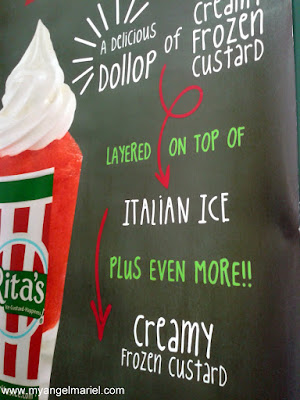 A DELICIOUS
DOLLOP
OF
CREAMY
FROZEN
CUSTARD
LAYERED ON TOP OF
ITALIAN ICE
PLUS EVEN MORE!!
CREAMY
FROZEN CUSTARD
Rita's
www.myangelmariel.com